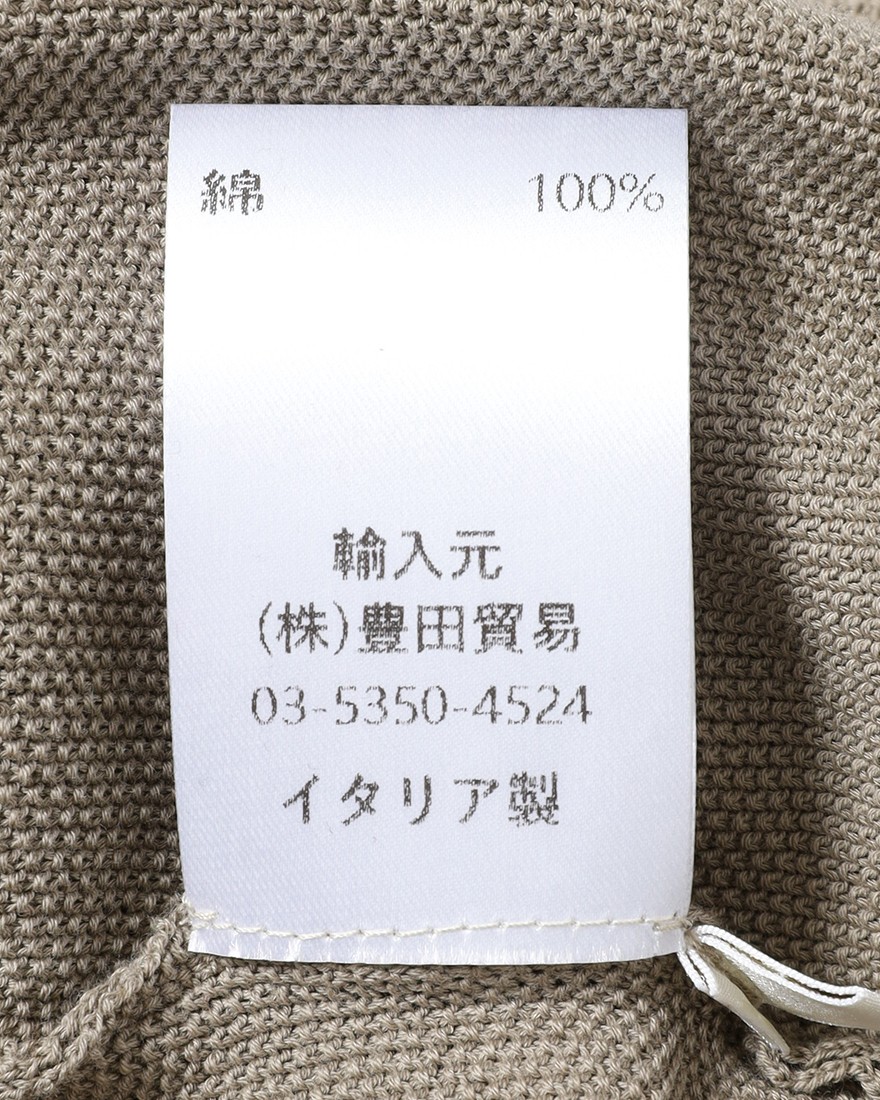 綿 100%
輸入元
(株)豊田貿易
03-5350-4524
イタリア製